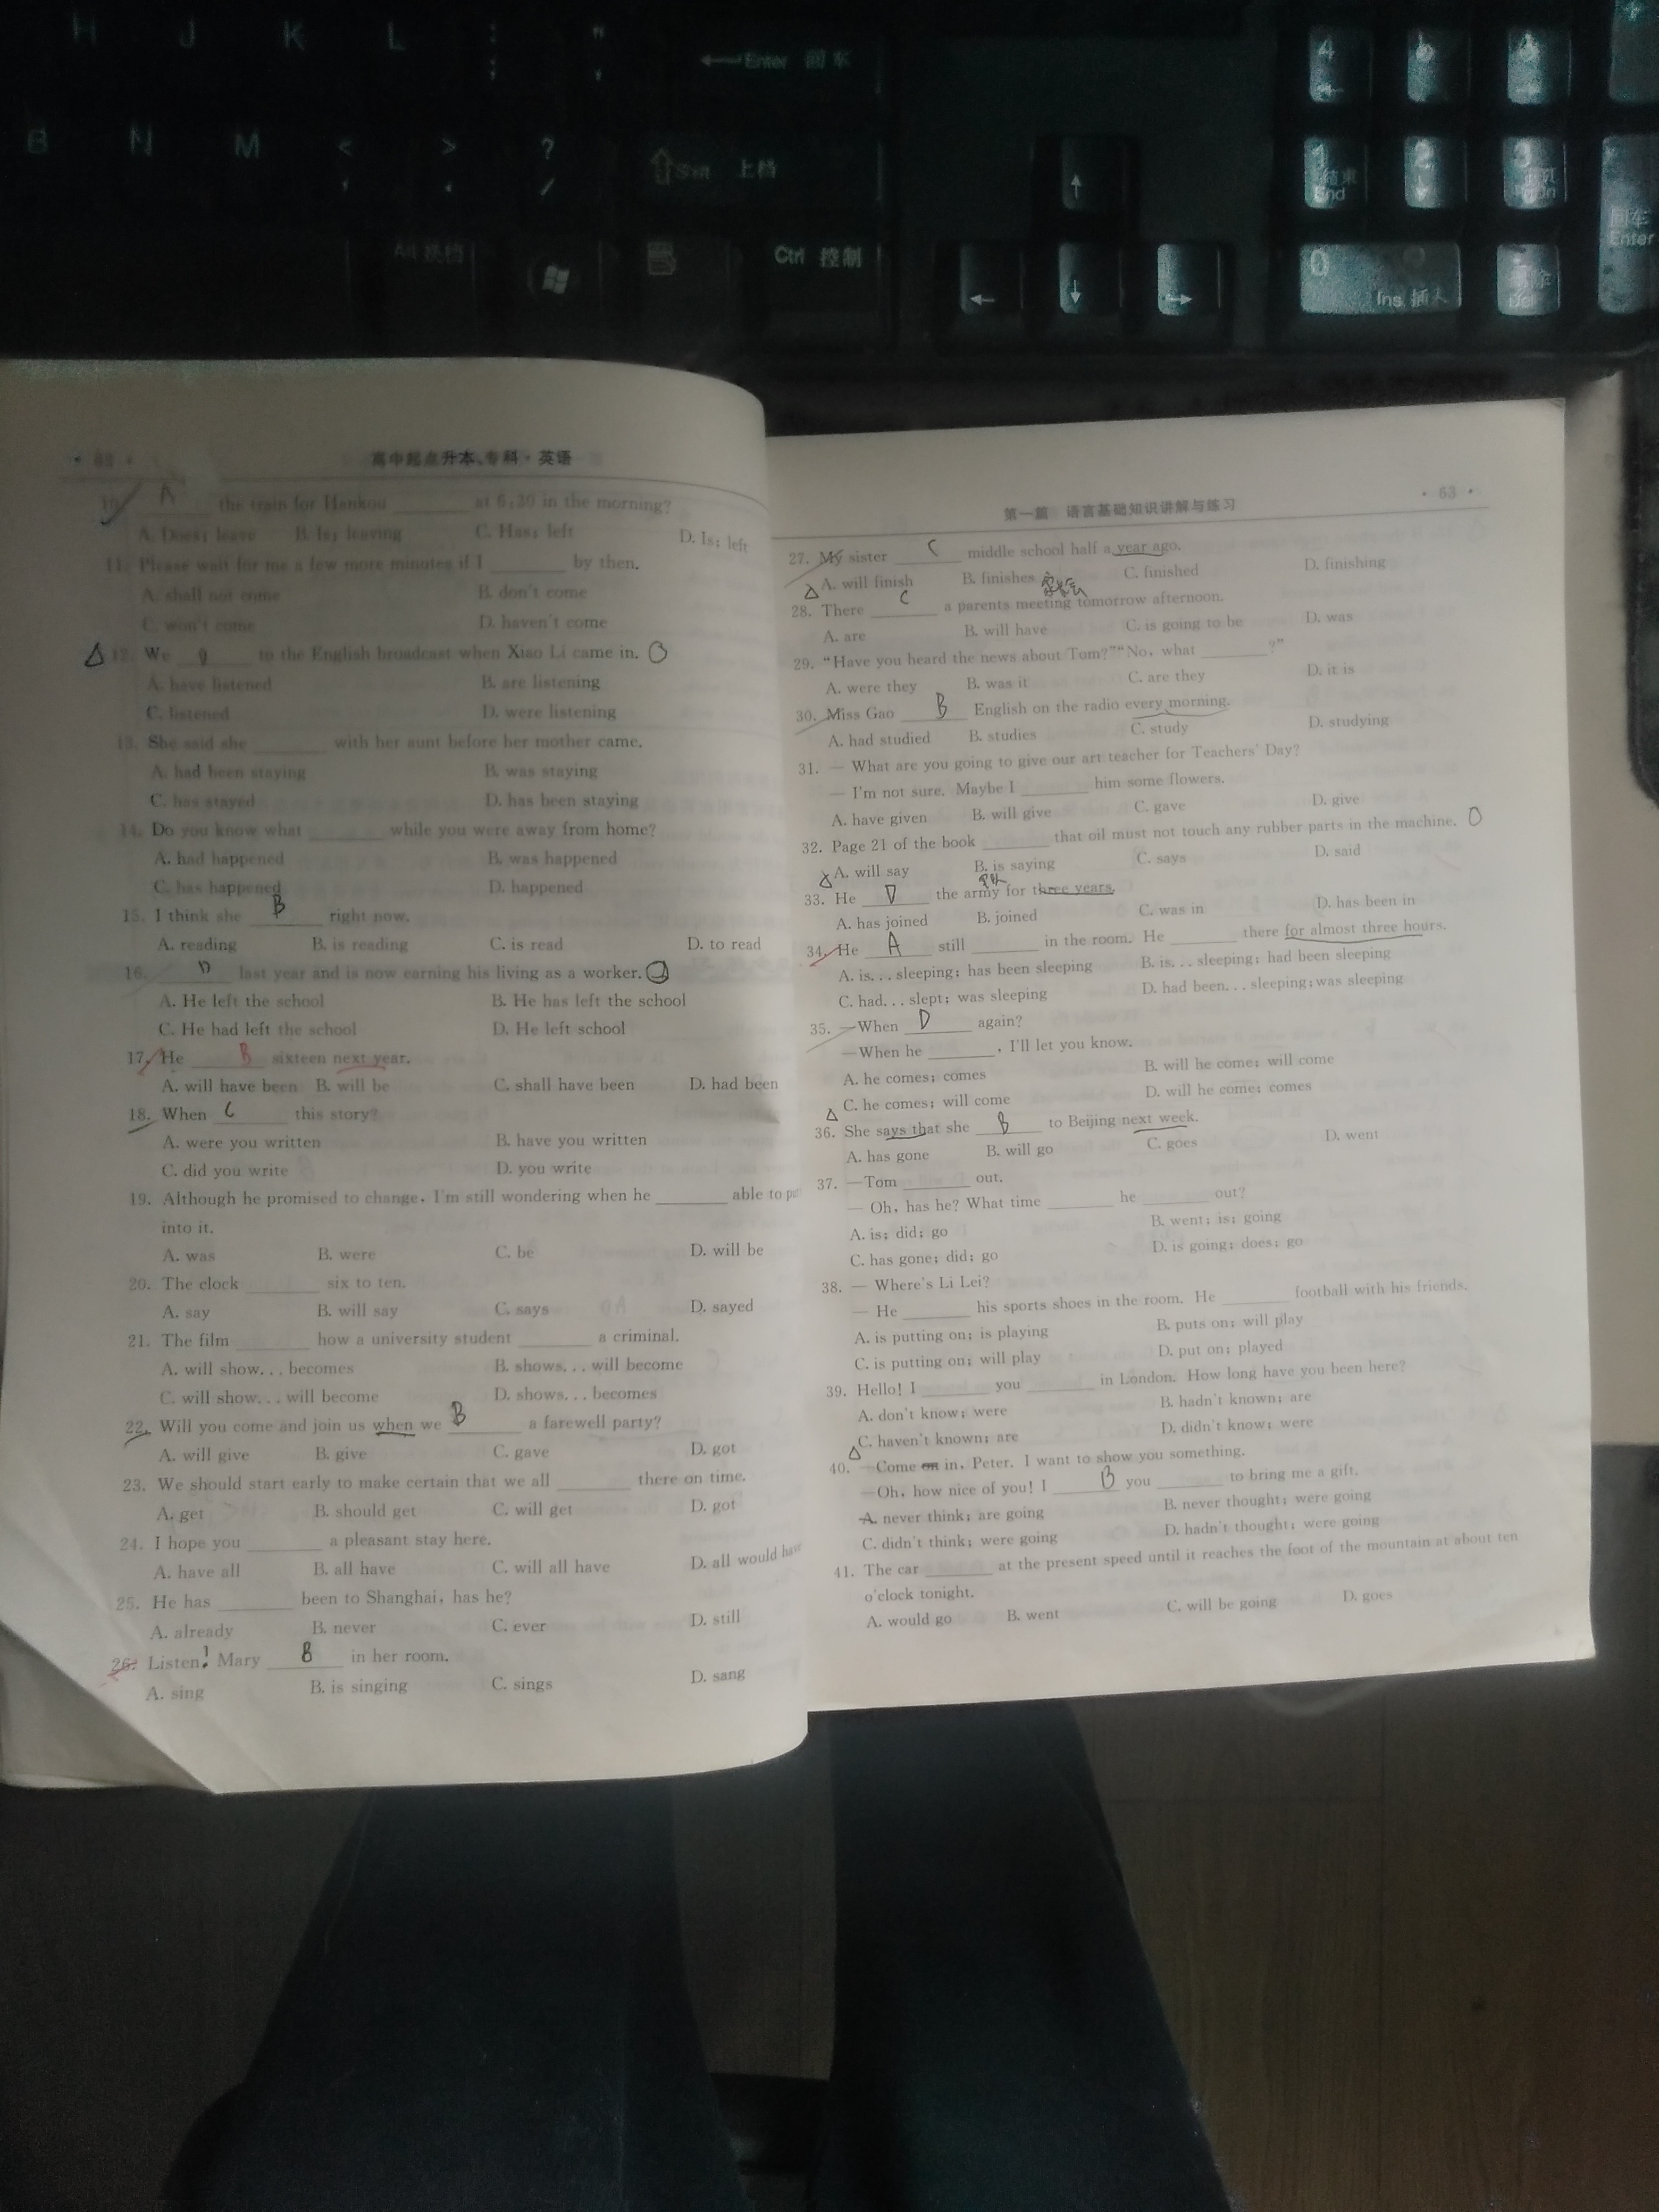 H J K L : ; " '
← Enter 回车
B N M < , > . ? /
⇧ Shift 上档
Alt 换档
Ctrl 控制
↑
← ↓ →
4 ←
6 →
1 结束 End
2 ↓
3
回车 Enter
0 Ins 插入
高中起点升本、专科·英语
10. A the train for Hankou ______ at 6:30 in the morning?
A. Does; leave B. Is; leaving C. Has; left D. Is; left
11. Please wait for me a few more minutes if I ______ by then.
A. shall not come B. don't come
C. won't come D. haven't come
△ 12. We ______ to the English broadcast when Xiao Li came in.
A. have listened B. are listening
C. listened D. were listening
13. She said she ______ with her aunt before her mother came.
A. had been staying B. was staying
C. has stayed D. has been staying
14. Do you know what ______ while you were away from home?
A. had happened B. was happened
C. has happened D. happened
15. I think she B right now.
A. reading B. is reading C. is read D. to read
16. D last year and is now earning his living as a worker.
A. He left the school B. He has left the school
C. He had left the school D. He left school
17. He B sixteen next year.
A. will have been B. will be C. shall have been D. had been
18. When C this story?
A. were you written B. have you written
C. did you write D. you write
19. Although he promised to change, I'm still wondering when he ______ able to
into it.
A. was B. were C. be D. will be
20. The clock ______ six to ten.
A. say B. will say C. says D. sayed
21. The film ______ how a university student ______ a criminal.
A. will show...becomes B. shows...will become
C. will show...will become D. shows...becomes
22. Will you come and join us when we B a farewell party?
A. will give B. give C. gave D. got
23. We should start early to make certain that we all ______ there on time.
A. get B. should get C. will get D. got
24. I hope you ______ a pleasant stay here.
A. have all B. all have C. will all have D. all would have
25. He has ______ been to Shanghai, has he?
A. already B. never C. ever D. still
26. Listen! Mary B in her room.
A. sing B. is singing C. sings D. sang
第一篇 语言基础知识讲解与练习 · 63 ·
27. My sister C middle school half a year ago.
A. will finish B. finishes C. finished D. finishing
△ 28. There C a parents meeting tomorrow afternoon.
A. are B. will have C. is going to be D. was
29. "Have you heard the news about Tom?""No, what ______?"
A. were they B. was it C. are they D. it is
30. Miss Gao B English on the radio every morning.
A. had studied B. studies C. study D. studying
31. — What are you going to give our art teacher for Teachers' Day?
— I'm not sure. Maybe I ______ him some flowers.
A. have given B. will give C. gave D. give
32. Page 21 of the book ______ that oil must not touch any rubber parts in the machine.
A. will say B. is saying C. says D. said
△ 33. He D the army for three years.
A. has joined B. joined C. was in D. has been in
34. He A still ______ in the room. He ______ there for almost three hours.
A. is...sleeping; has been sleeping B. is...sleeping; had been sleeping
C. had...slept; was sleeping D. had been...sleeping; was sleeping
35. —When D again?
—When he ______, I'll let you know.
A. he comes; comes B. will he come; will come
C. he comes; will come D. will he come; comes
△ 36. She says that she B to Beijing next week.
A. has gone B. will go C. goes D. went
37. —Tom ______ out.
— Oh, has he? What time ______ he ______ out?
A. is; did; go B. went; is; going
C. has gone; did; go D. is going; does; go
38. — Where's Li Lei?
— He ______ his sports shoes in the room. He ______ football with his friends.
A. is putting on; is playing B. puts on; will play
C. is putting on; will play D. put on; played
39. Hello! I ______ you ______ in London. How long have you been here?
A. don't know; were B. hadn't known; are
C. haven't known; are D. didn't know; were
△ 40. —Come on in, Peter. I want to show you something.
—Oh, how nice of you! I B you ______ to bring me a gift.
A. never think; are going B. never thought; were going
C. didn't think; were going D. hadn't thought; were going
41. The car ______ at the present speed until it reaches the foot of the mountain at about ten
o'clock tonight.
A. would go B. went C. will be going D. goes